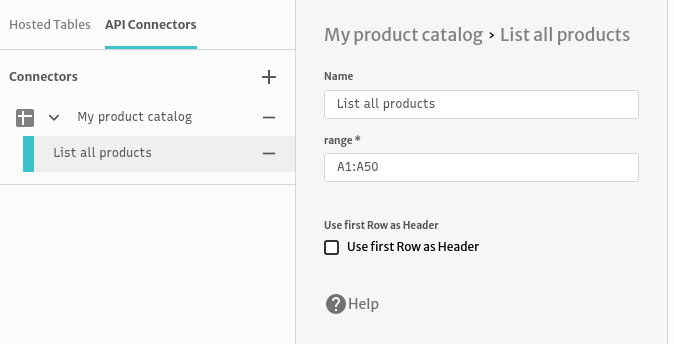 Hosted Tables API Connectors
Connectors
My product catalog
List all products
My product catalog › List all products
Name
List all products
range *
A1:A50
Use first Row as Header
Use first Row as Header
Help